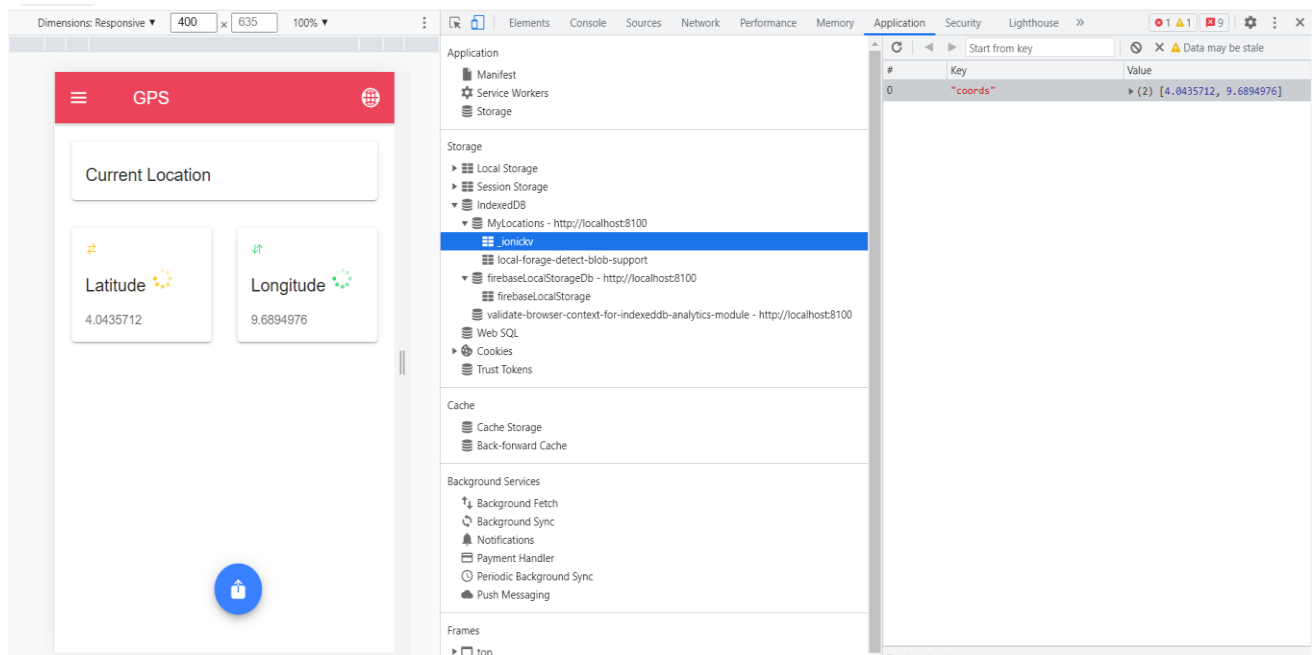 Dimensions: Responsive ▼ 400 x 635 100% ▼
GPS
Current Location
Latitude
4.0435712
Longitude
9.6894976
Elements Console Sources Network Performance Memory Application Security Lighthouse » 1 1 9
Application
Manifest
Service Workers
Storage
Storage
Local Storage
Session Storage
IndexedDB
MyLocations - http://localhost:8100
_ionickv
local-forage-detect-blob-support
firebaseLocalStorageDb - http://localhost:8100
firebaseLocalStorage
validate-browser-context-for-indexeddb-analytics-module - http://localhost:8100
Web SQL
Cookies
Trust Tokens
Cache
Cache Storage
Back-forward Cache
Background Services
Background Fetch
Background Sync
Notifications
Payment Handler
Periodic Background Sync
Push Messaging
Frames
top
Start from key Data may be stale
# Key Value
0 "coords" (2) [4.0435712, 9.6894976]